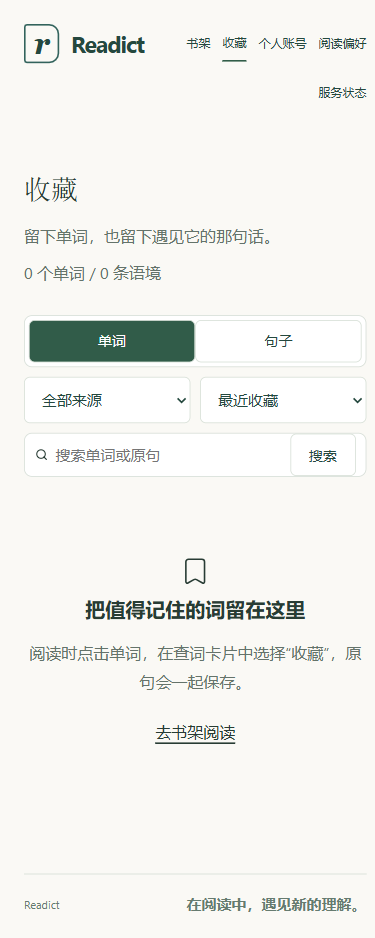 r Readict 书架 收藏 个人账号 阅读偏好
服务状态
收藏
留下单词，也留下遇见它的那句话。
0 个单词 / 0 条语境
单词 句子
全部来源 最近收藏
搜索单词或原句 搜索
把值得记住的词留在这里
阅读时点击单词，在查词卡片中选择“收藏”，原
句会一起保存。
去书架阅读
Readict 在阅读中，遇见新的理解。